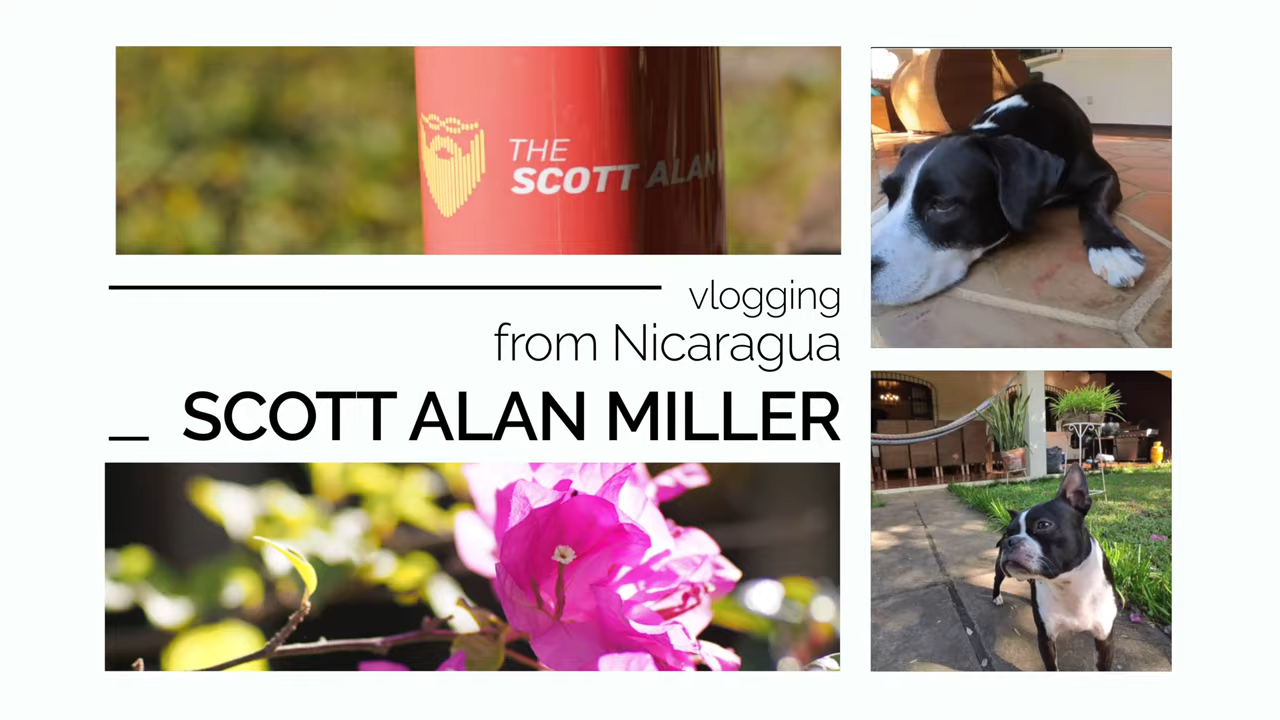 THE
SCOTT ALAN
vlogging
from Nicaragua
_ SCOTT ALAN MILLER